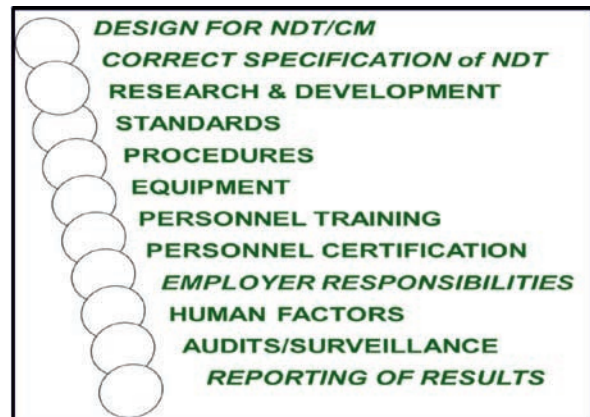 DESIGN FOR NDT/CM
CORRECT SPECIFICATION of NDT
RESEARCH & DEVELOPMENT
STANDARDS
PROCEDURES
EQUIPMENT
PERSONNEL TRAINING
PERSONNEL CERTIFICATION
EMPLOYER RESPONSIBILITIES
HUMAN FACTORS
AUDITS/SURVEILLANCE
REPORTING OF RESULTS